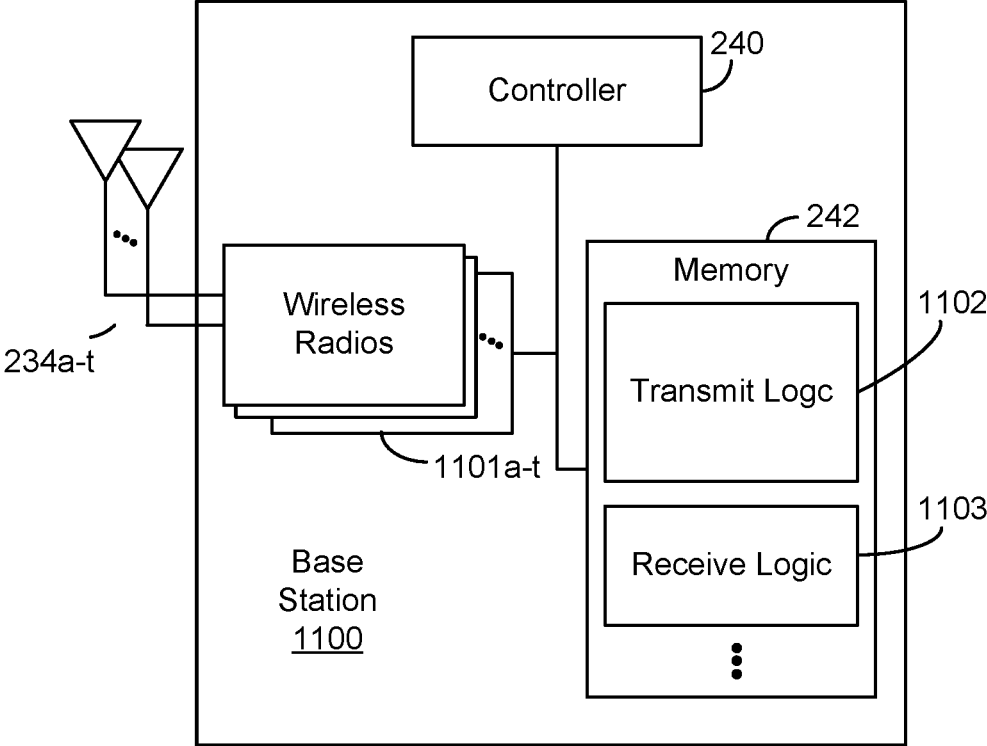 240
Controller
242
Memory
1102
Wireless
Radios
Transmit Logc
234a-t
1101a-t
1103
Receive Logic
Base
Station
1100